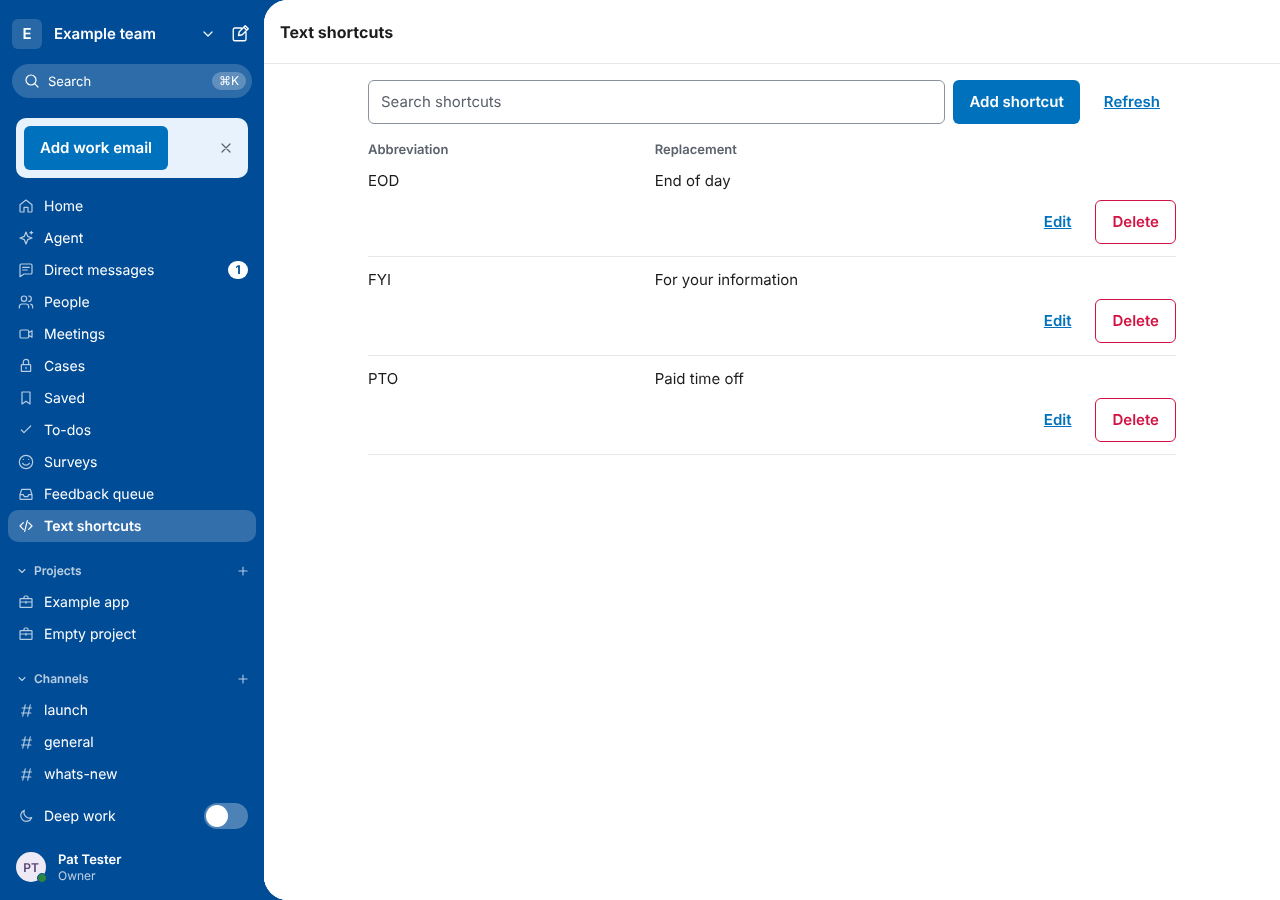 E Example team
Search ⌘K
Add work email
Home
Agent
Direct messages 1
People
Meetings
Cases
Saved
To-dos
Surveys
Feedback queue
Text shortcuts
Projects
Example app
Empty project
Channels
launch
general
whats-new
Deep work
PT Pat Tester
Owner
Text shortcuts
Search shortcuts Add shortcut Refresh
Abbreviation Replacement
EOD End of day
Edit Delete
FYI For your information
Edit Delete
PTO Paid time off
Edit Delete